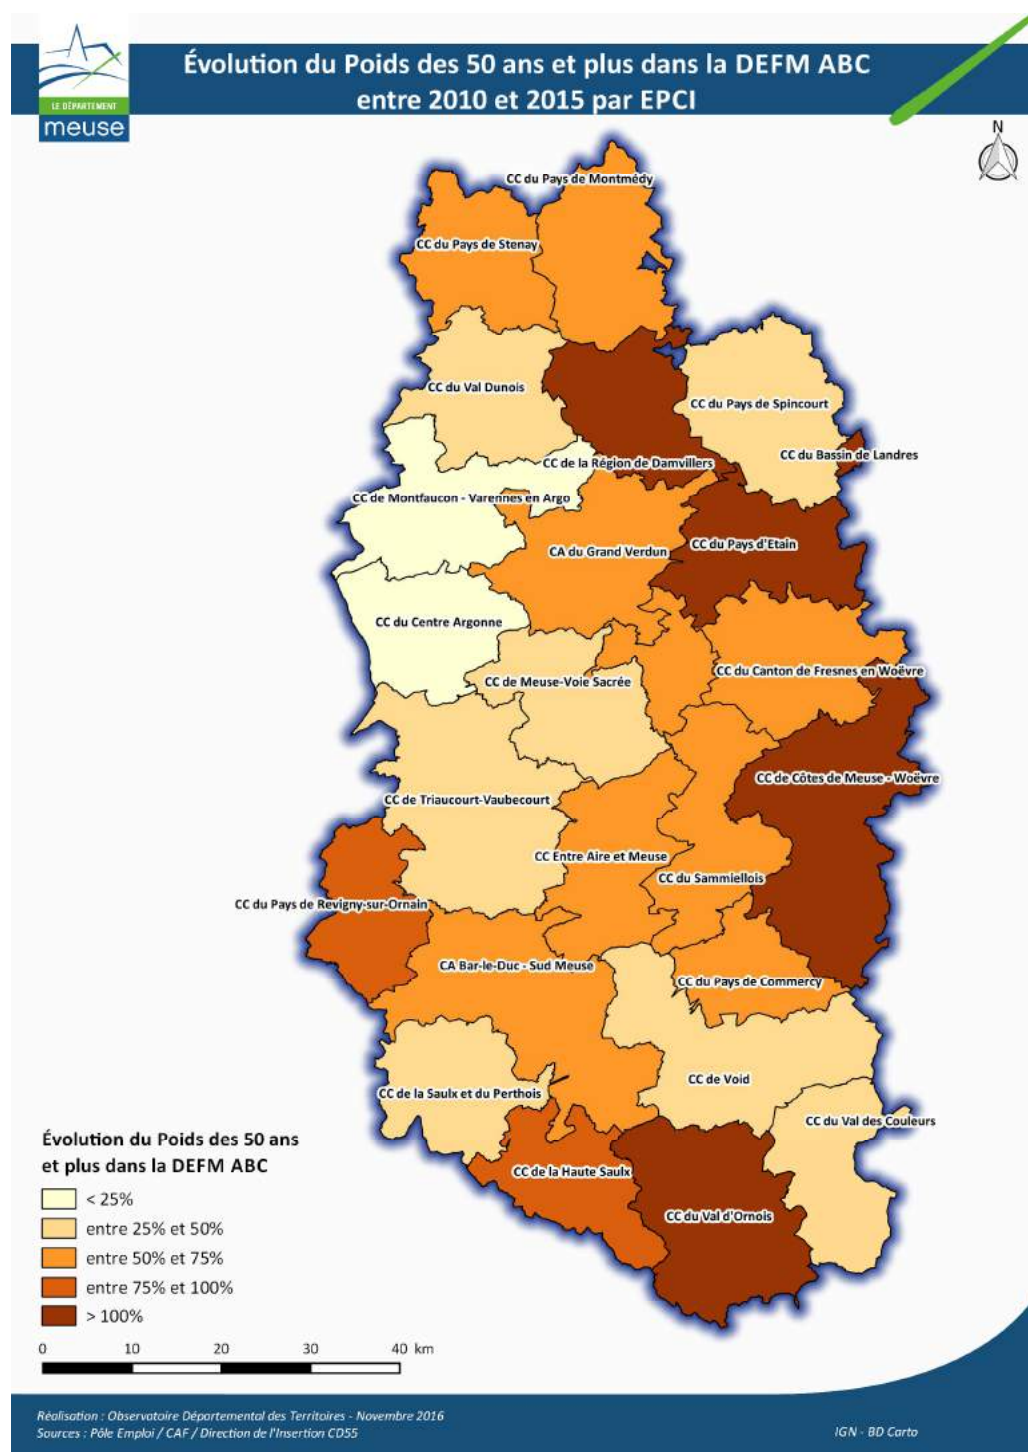 Évolution du Poids des 50 ans et plus dans la DEFM ABC
entre 2010 et 2015 par EPCI
LE DÉPARTEMENT
meuse
N
CC du Pays de Montmédy
CC du Pays de Stenay
CC du Val Dunois
CC du Pays de Spincourt
CC du Bassin de Landres
CC de la Région de Damvillers
CC de Montfaucon - Varennes en Argo
CC du Pays d'Etain
CA du Grand Verdun
CC du Centre Argonne
CC du Canton de Fresnes en Woëvre
CC de Meuse-Voie Sacrée
CC de Côtes de Meuse - Woëvre
CC de Triaucourt-Vaubecourt
CC Entre Aire et Meuse
CC du Sammiellois
CC du Pays de Revigny-sur-Ornain
CA Bar-le-Duc - Sud Meuse
CC du Pays de Commercy
CC de Void
CC de la Saulx et du Perthois
CC du Val des Couleurs
CC de la Haute Saulx
CC du Val d'Ornois
Évolution du Poids des 50 ans
et plus dans la DEFM ABC
< 25%
entre 25% et 50%
entre 50% et 75%
entre 75% et 100%
> 100%
0 10 20 30 40 km
Réalisation : Observatoire Départemental des Territoires - Novembre 2016
Sources : Pôle Emploi / CAF / Direction de l'Insertion CD55
IGN - BD Carto